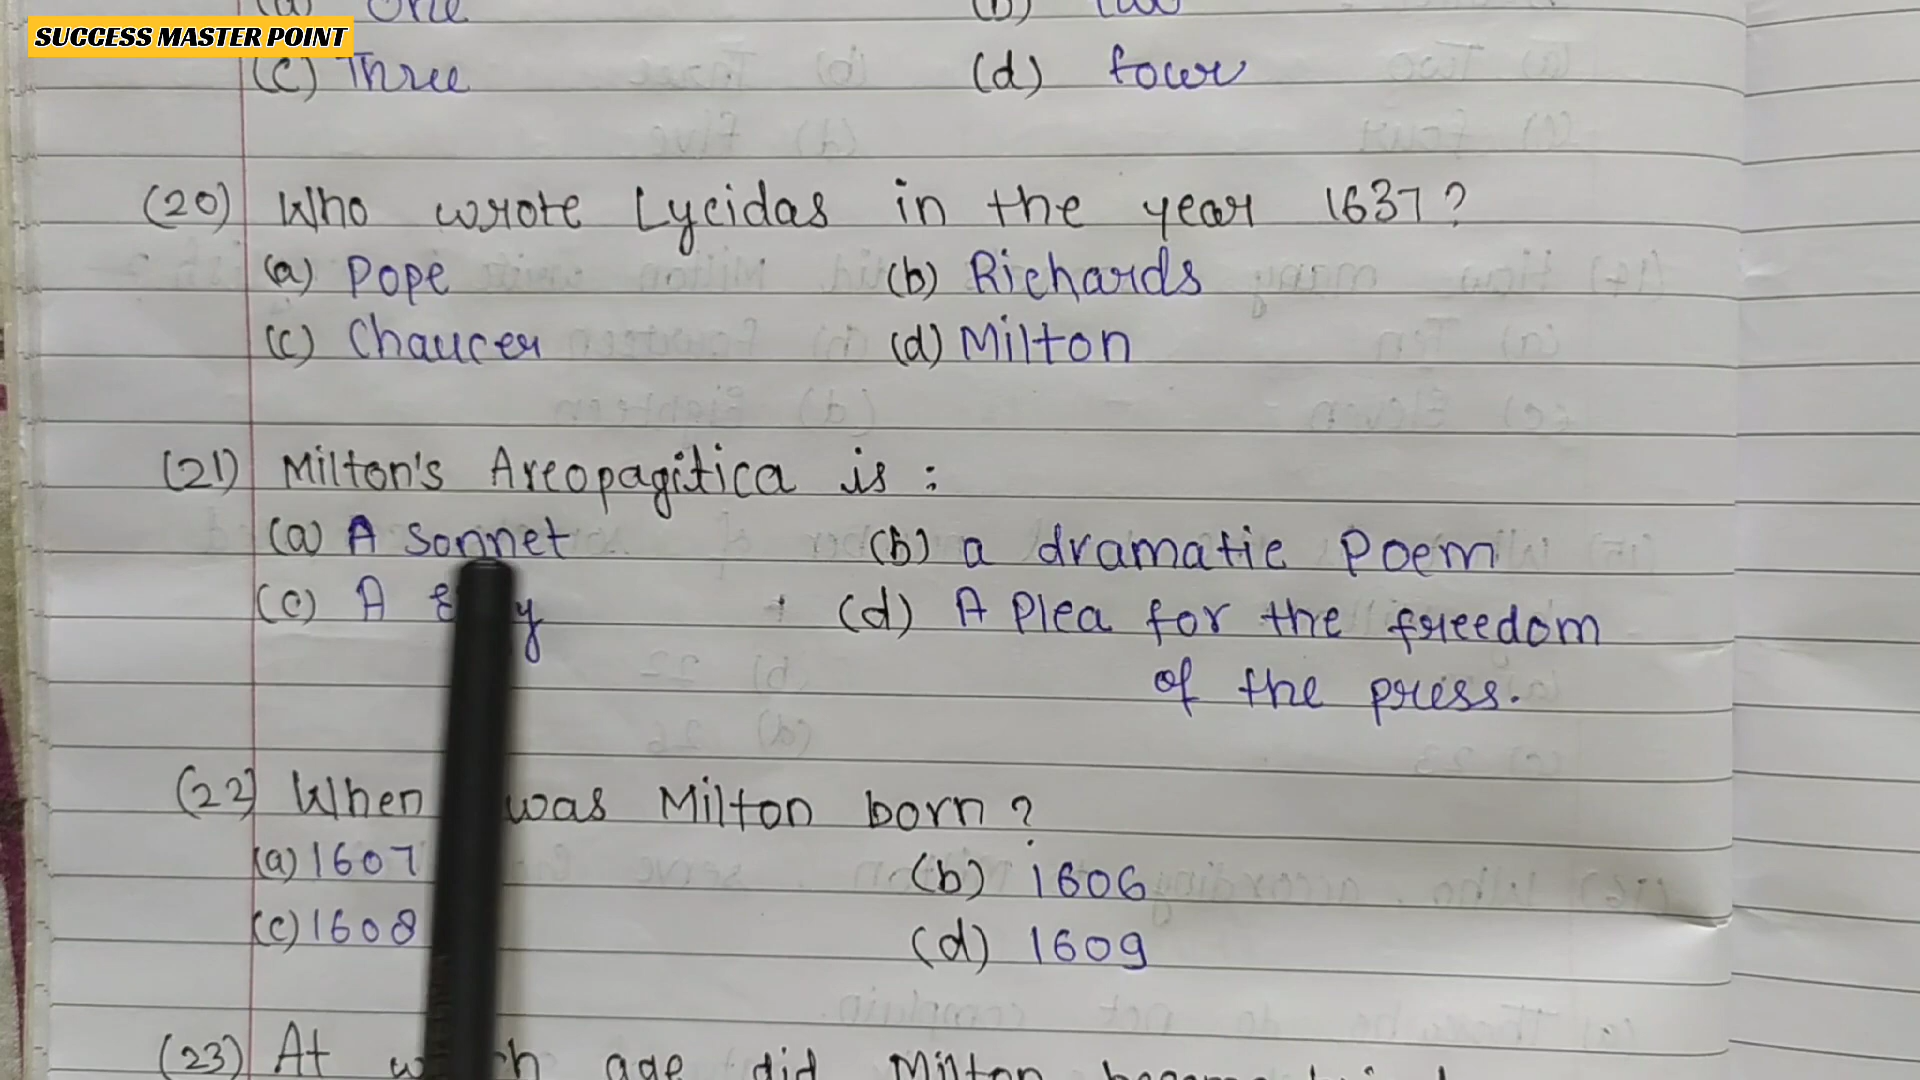 (a) One (b) two
SUCCESS MASTER POINT
(c) Three (d) four
(20) Who wrote Lycidas in the year 1637?
(a) Pope (b) Richards
(c) Chaucer (d) Milton
(21) Milton's Areopagitica is :
(a) A Sonnet (b) a dramatic Poem
(c) A (d) A Plea for the freedom
of the press.
(22) When was Milton born?
(a) 1607 (b) 1606
(c) 1608 (d) 1609
(23) At age did Milton